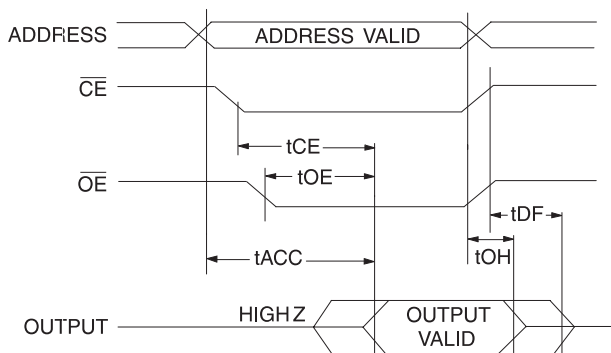 ADDRESS
ADDRESS VALID
CE
tCE
tOE
OE
tDF
tACC
tOH
HIGH Z
OUTPUT
OUTPUT
VALID